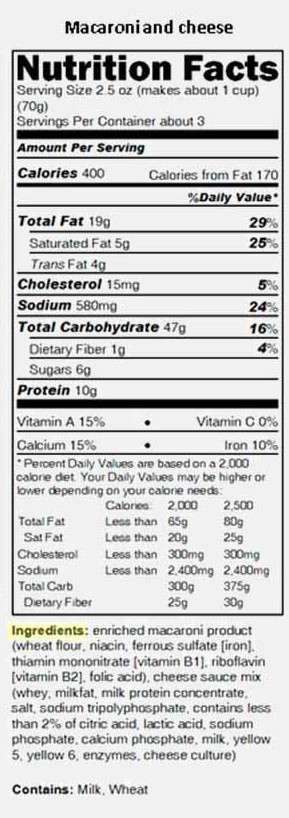 Macaroni and cheese
Nutrition Facts
Serving Size 2.5 oz (makes about 1 cup)
(70g)
Servings Per Container about 3
Amount Per Serving
Calories 400 Calories from Fat 170
%Daily Value*
Total Fat 19g 29%
Saturated Fat 5g 25%
Trans Fat 4g
Cholesterol 15mg 5%
Sodium 580mg 24%
Total Carbohydrate 47g 16%
Dietary Fiber 1g 4%
Sugars 6g
Protein 10g
Vitamin A 15% • Vitamin C 0%
Calcium 15% • Iron 10%
* Percent Daily Values are based on a 2,000
calorie diet. Your Daily Values may be higher or
lower depending on your calorie needs:
Calories: 2,000 2,500
Total Fat Less than 65g 80g
Sat Fat Less than 20g 25g
Cholesterol Less than 300mg 300mg
Sodium Less than 2,400mg 2,400mg
Total Carb 300g 375g
Dietary Fiber 25g 30g
Ingredients: enriched macaroni product
(wheat flour, niacin, ferrous sulfate [iron],
thiamin mononitrate [vitamin B1], riboflavin
[vitamin B2], folic acid), cheese sauce mix
(whey, milkfat, milk protein concentrate,
salt, sodium tripolyphosphate, contains less
than 2% of citric acid, lactic acid, sodium
phosphate, calcium phosphate, milk, yellow
5, yellow 6, enzymes, cheese culture)
Contains: Milk, Wheat